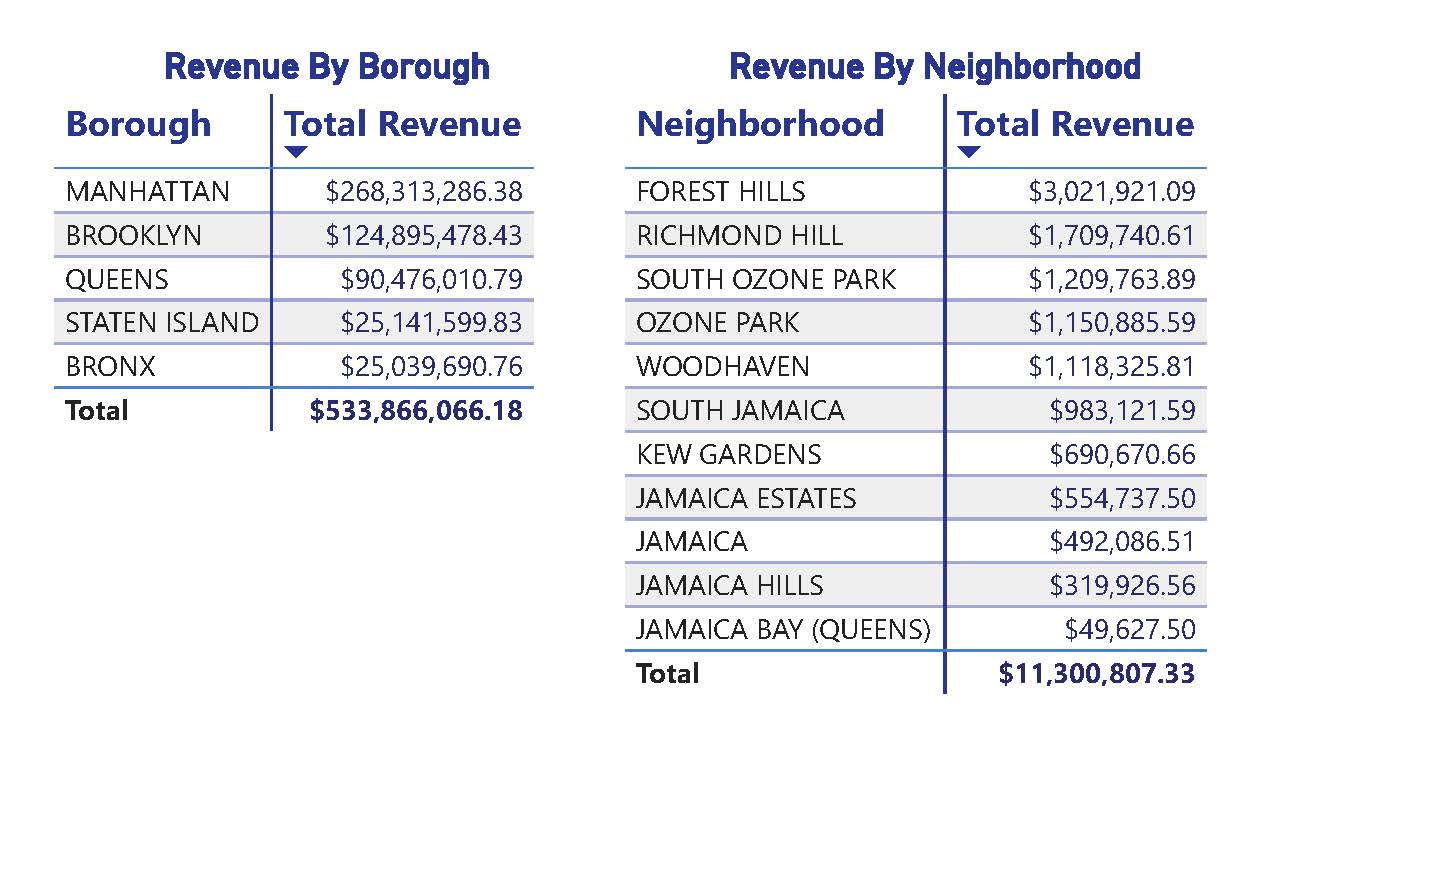 Revenue By Borough
Borough Total Revenue
MANHATTAN $268,313,286.38
BROOKLYN $124,895,478.43
QUEENS $90,476,010.79
STATEN ISLAND $25,141,599.83
BRONX $25,039,690.76
Total $533,866,066.18
Revenue By Neighborhood
Neighborhood Total Revenue
FOREST HILLS $3,021,921.09
RICHMOND HILL $1,709,740.61
SOUTH OZONE PARK $1,209,763.89
OZONE PARK $1,150,885.59
WOODHAVEN $1,118,325.81
SOUTH JAMAICA $983,121.59
KEW GARDENS $690,670.66
JAMAICA ESTATES $554,737.50
JAMAICA $492,086.51
JAMAICA HILLS $319,926.56
JAMAICA BAY (QUEENS) $49,627.50
Total $11,300,807.33